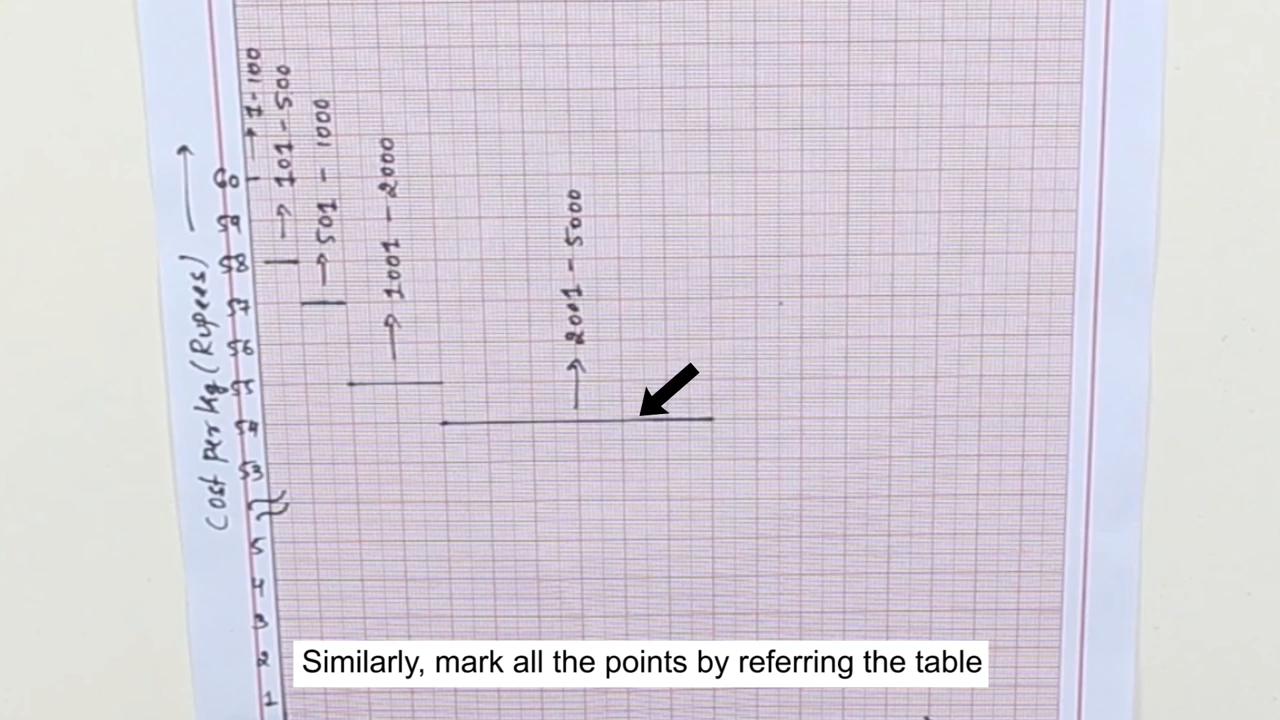 1-100
→ 101 - 500
→ 501 - 1000
→ 1001 - 2000
→ 2001 - 5000
Cost per kg (Rupees) →
60
59
58
57
56
55
54
53
5
4
3
2
1
Similarly, mark all the points by referring the table